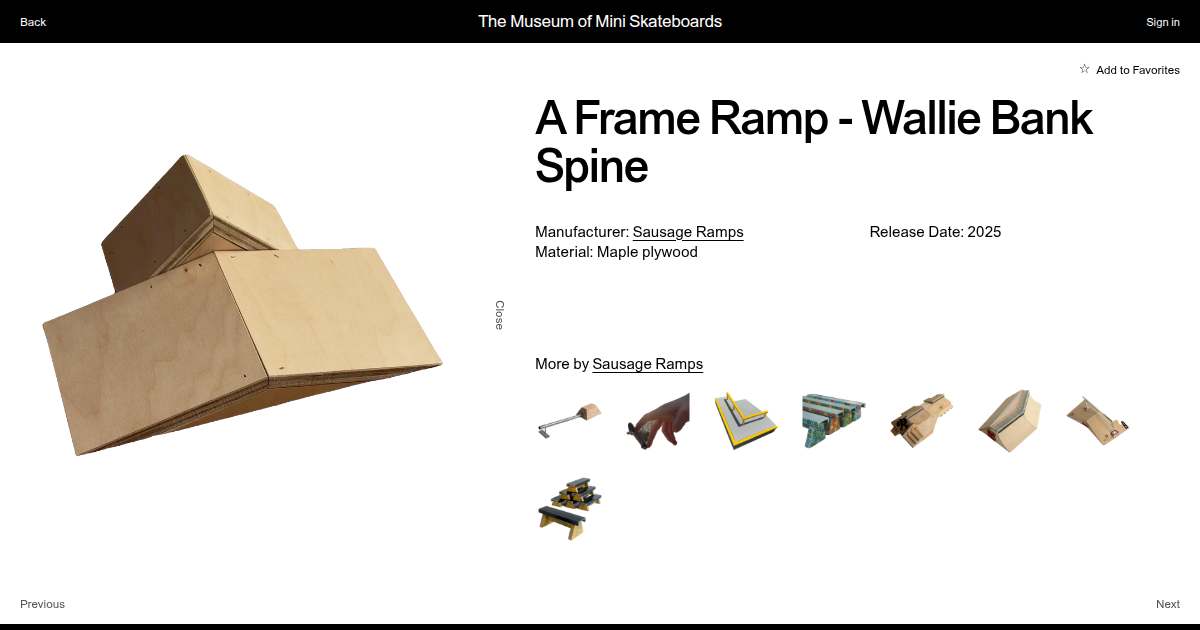 Back
The Museum of Mini Skateboards
Sign in
☆ Add to Favorites
A Frame Ramp - Wallie Bank
Spine
Manufacturer: Sausage Ramps
Release Date: 2025
Material: Maple plywood
Close
More by Sausage Ramps
Previous
Next